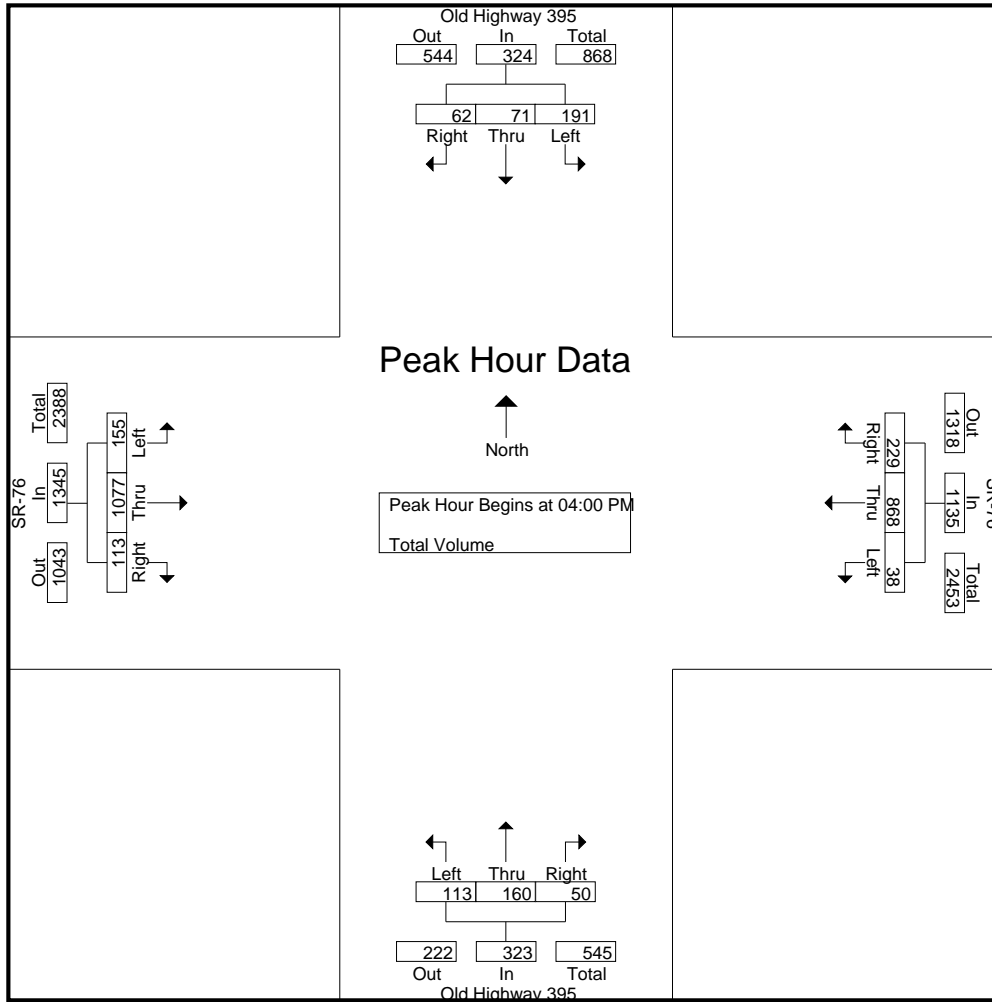 Old Highway 395
Out In Total
544 324 868
62 71 191
Right Thru Left
Peak Hour Data
North
Peak Hour Begins at 04:00 PM
Total Volume
SR-76
Out In Total
1043 1345 2388
113 1077 155
Right Thru Left
SR-76
Out In Total
1318 1135 2453
229 868 38
Right Thru Left
Left Thru Right
113 160 50
222 323 545
Out In Total
Old Highway 395